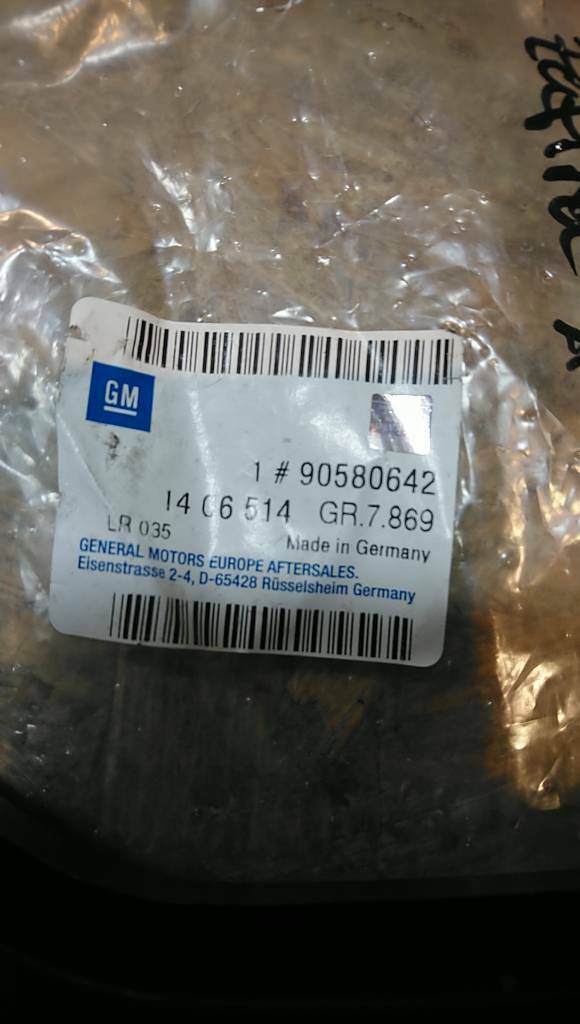 GM
1 # 90580642
14 06 514 GR.7.869
LR 035
Made in Germany
GENERAL MOTORS EUROPE AFTERSALES.
Eisenstrasse 2-4, D-65428 Rüsselsheim Germany